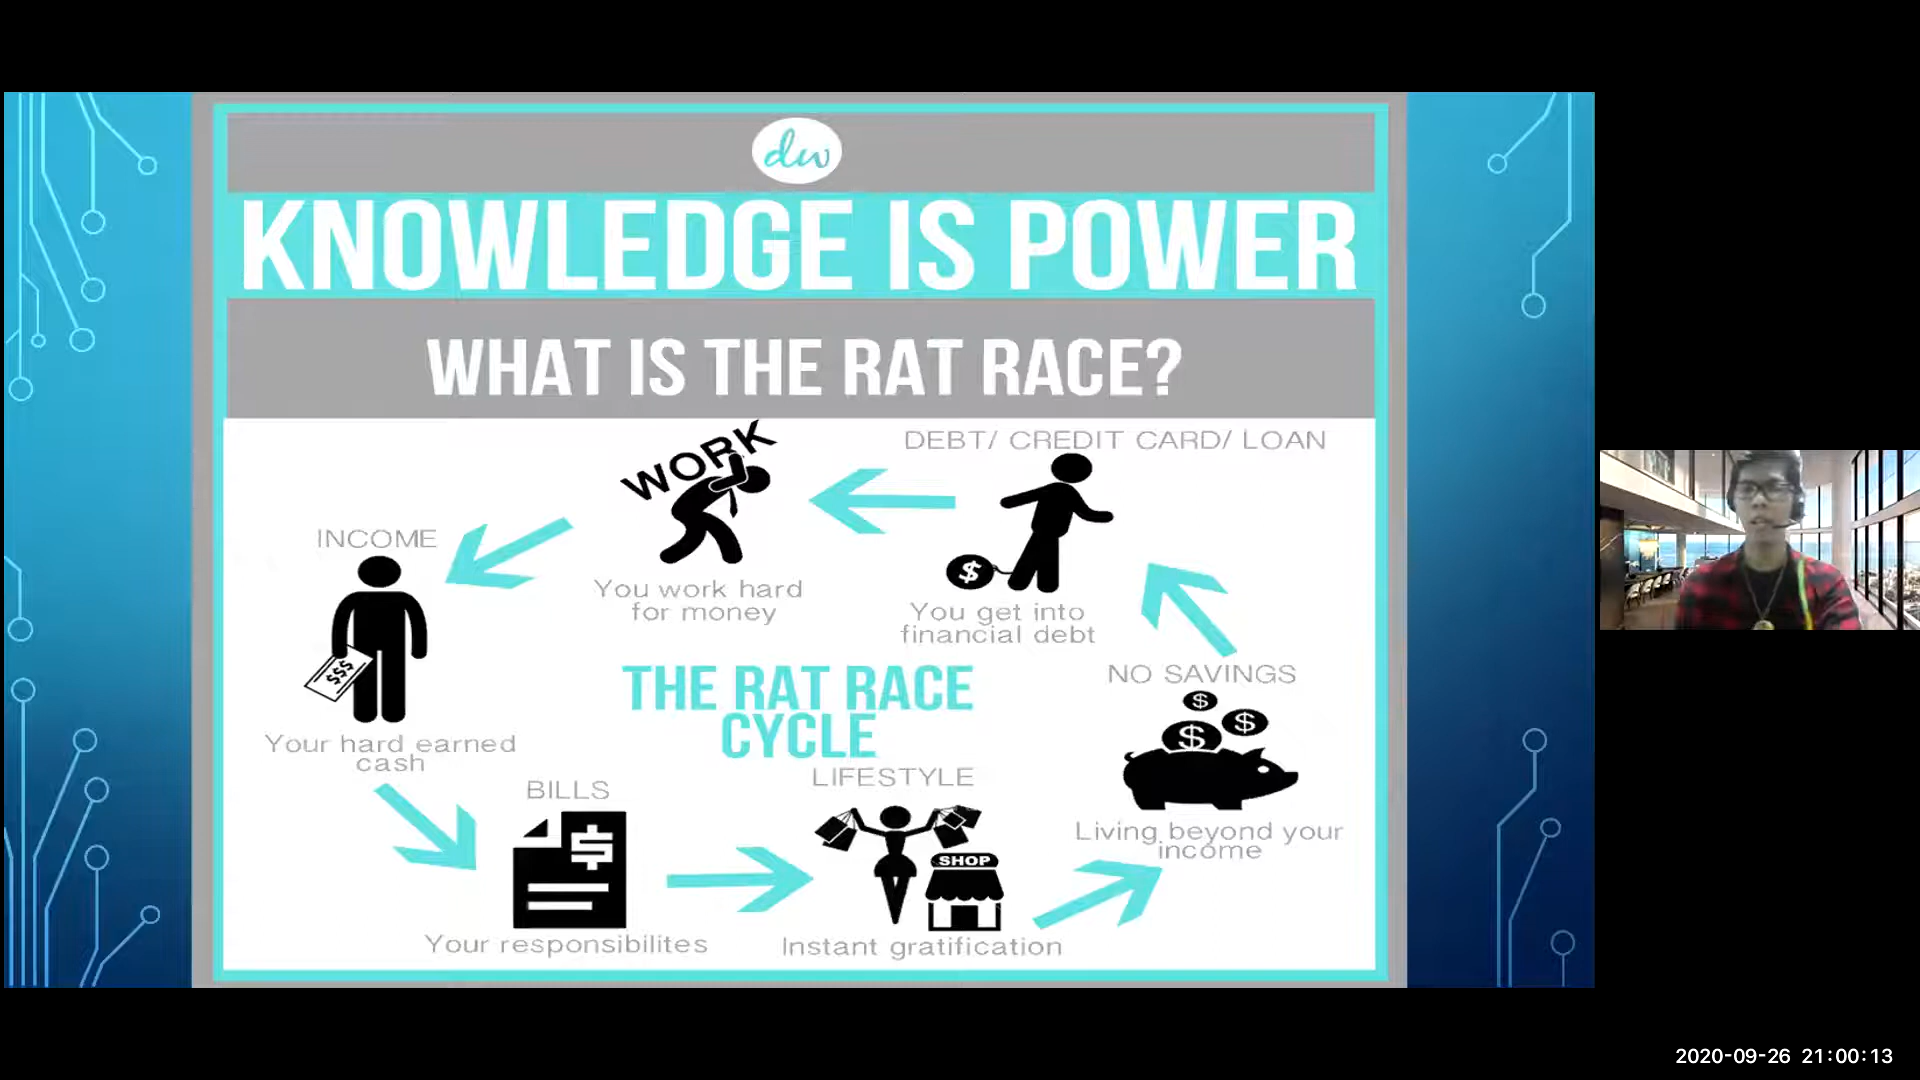 dw
KNOWLEDGE IS POWER
WHAT IS THE RAT RACE?
WORK
You work hard
for money
DEBT/ CREDIT CARD/ LOAN
$
You get into
financial debt
INCOME
$$$
Your hard earned
cash
THE RAT RACE
CYCLE
NO SAVINGS
$
$
$
Living beyond your
income
BILLS
$
Your responsibilites
LIFESTYLE
SHOP
Instant gratification
2020-09-26 21:00:13